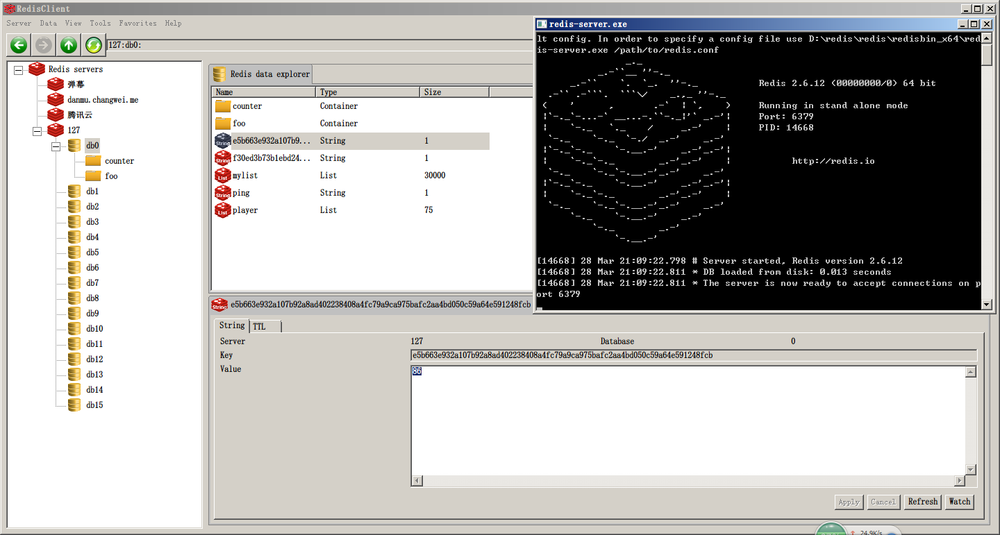 RedisClient
Server Data View Tools Favorites Help
127:db0:
Redis servers
弹幕
danmu.changwei.me
腾讯云
127
db0
counter
foo
db1
db2
db3
db4
db5
db6
db7
db8
db9
db10
db11
db12
db13
db14
db15
Redis data explorer
Name Type Size
counter Container
foo Container
String e5b663e932a107b9... String 1
String f30ed3b73b1ebd24... String 1
List mylist List 30000
String ping String 1
List player List 75
redis-server.exe
lt config. In order to specify a config file use D:\redis\redis\redisbin_x64\red
is-server.exe /path/to/redis.conf
Redis 2.6.12 (00000000/0) 64 bit
Running in stand alone mode
Port: 6379
PID: 14668
http://redis.io
[14668] 28 Mar 21:09:22.798 # Server started, Redis version 2.6.12
[14668] 28 Mar 21:09:22.811 * DB loaded from disk: 0.013 seconds
[14668] 28 Mar 21:09:22.811 * The server is now ready to accept connections on p
ort 6379
String e5b663e932a107b92a8ad402238408a4fc79a9ca975bafc2aa4bd050c59a64e591248fcb
String TTL
Server 127 Database 0
Key e5b663e932a107b92a8ad402238408a4fc79a9ca975bafc2aa4bd050c59a64e591248fcb
Value 86
Apply Cancel Refresh Watch
24.9K/s